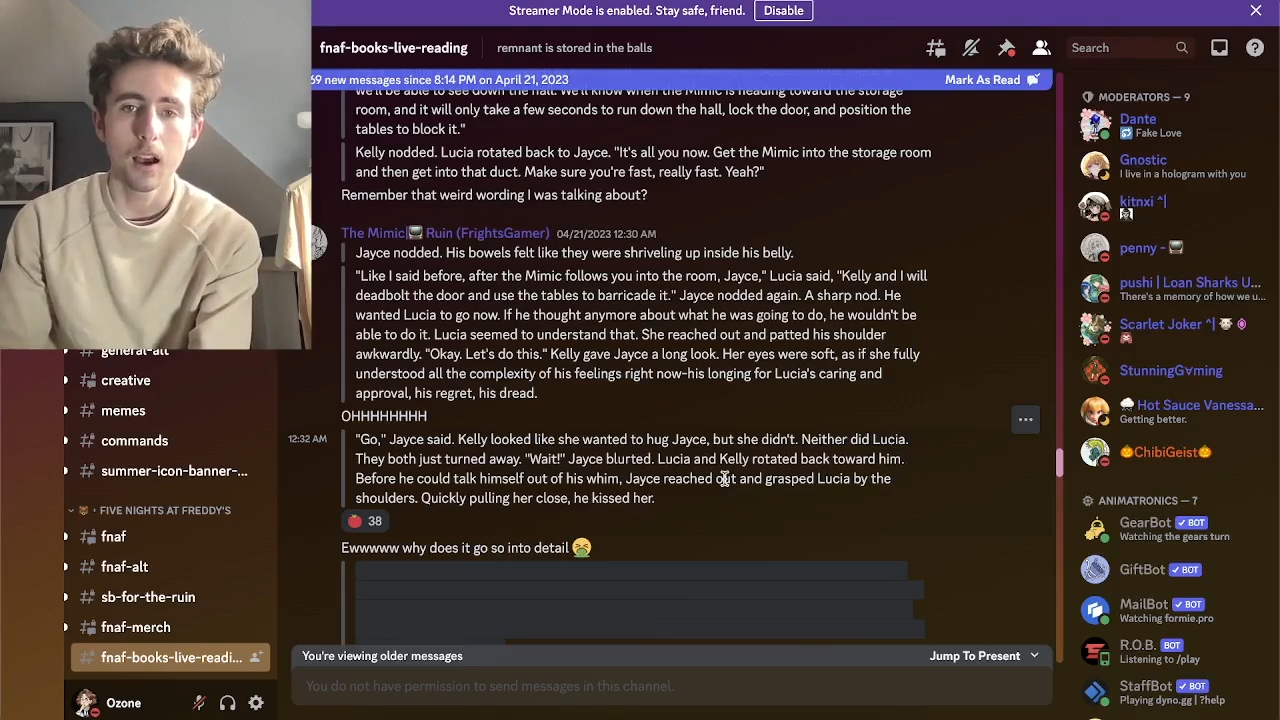 Streamer Mode is enabled. Stay safe, friend.
Disable
fnaf-books-live-reading
remnant is stored in the balls
Search
69 new messages since 8:14 PM on April 21, 2023
Mark As Read
we'll be able to see down the hall. We'll know when the Mimic is heading toward the storage
room, and it will only take a few seconds to run down the hall, lock the door, and position the
tables to block it."
Kelly nodded. Lucia rotated back to Jayce. "It's all you now. Get the Mimic into the storage room
and then get into that duct. Make sure you're fast, really fast. Yeah?"
Remember that weird wording I was talking about?
The Mimic Ruin (FrightsGamer) 04/21/2023 12:30 AM
Jayce nodded. His bowels felt like they were shriveling up inside his belly.
"Like I said before, after the Mimic follows you into the room, Jayce," Lucia said, "Kelly and I will
deadbolt the door and use the tables to barricade it." Jayce nodded again. A sharp nod. He
wanted Lucia to go now. If he thought anymore about what he was going to do, he wouldn't be
able to do it. Lucia seemed to understand that. She reached out and patted his shoulder
awkwardly. "Okay. Let's do this." Kelly gave Jayce a long look. Her eyes were soft, as if she fully
understood all the complexity of his feelings right now-his longing for Lucia's caring and
approval, his regret, his dread.
OHHHHHHHH
12:32 AM
"Go," Jayce said. Kelly looked like she wanted to hug Jayce, but she didn't. Neither did Lucia.
They both just turned away. "Wait!" Jayce blurted. Lucia and Kelly rotated back toward him.
Before he could talk himself out of his whim, Jayce reached out and grasped Lucia by the
shoulders. Quickly pulling her close, he kissed her.
38
Ewwwww why does it go so into detail
You're viewing older messages
Jump To Present
You do not have permission to send messages in this channel.
general-alt
creative
memes
commands
summer-icon-banner-...
FIVE NIGHTS AT FREDDY'S
fnaf
fnaf-alt
sb-for-the-ruin
fnaf-merch
fnaf-books-live-readi...
Ozone
MODERATORS — 9
Dante
Fake Love
Gnostic
I live in a hologram with you
kitnxi ^|
penny -
pushi | Loan Sharks U...
There's a memory of how we u...
Scarlet Joker ^|
StunningG∀ming
Hot Sauce Vanessa...
Getting better.
ChibiGeist
ANIMATRONICS — 7
GearBot ✓ BOT
Watching the gears turn
GiftBot ✓ BOT
MailBot ✓ BOT
Watching formie.pro
R.O.B. BOT
Listening to /play
StaffBot ✓ BOT
Playing dyno.gg | ?help